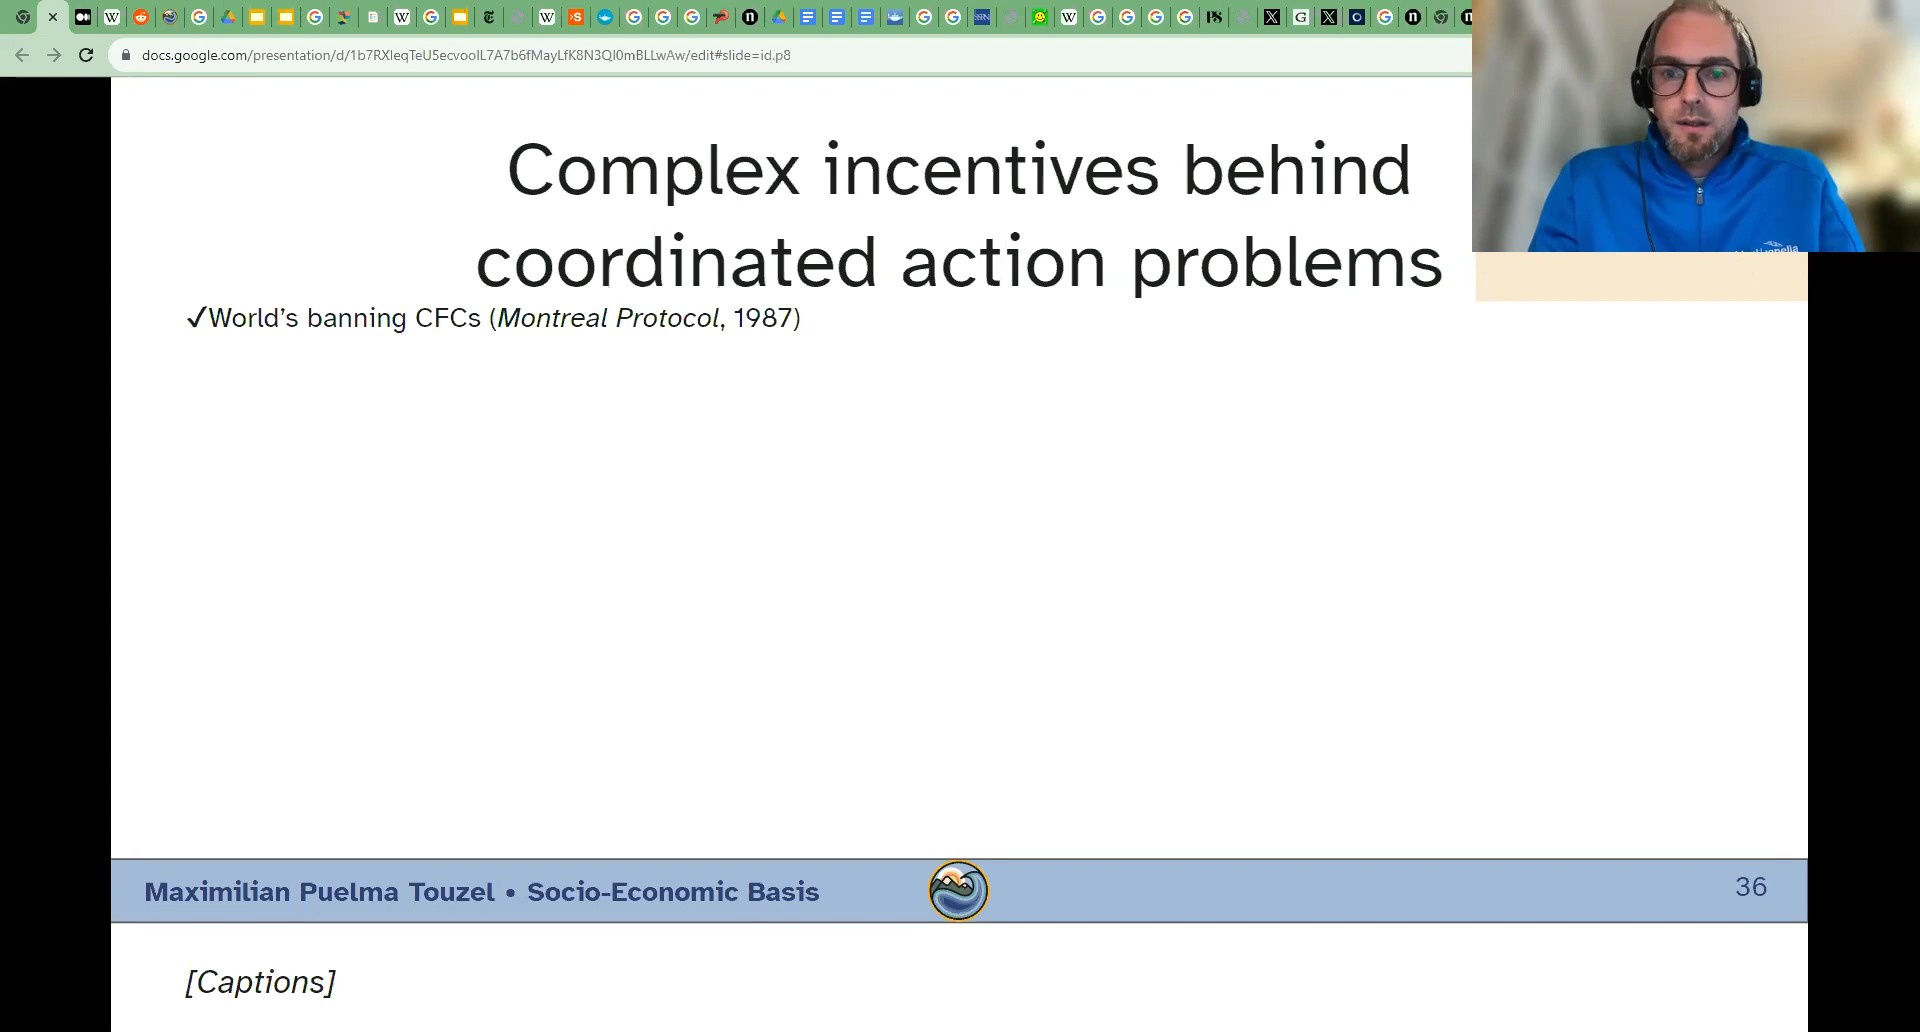 docs.google.com/presentation/d/1b7RXleqTeU5ecvooIL7A7b6fMayLfK8N3QJ0mBLLwAw/edit#slide=id.p8
Complex incentives behind
coordinated action problems
✓World’s banning CFCs (Montreal Protocol, 1987)
Maximilian Puelma Touzel • Socio-Economic Basis
36
[Captions]